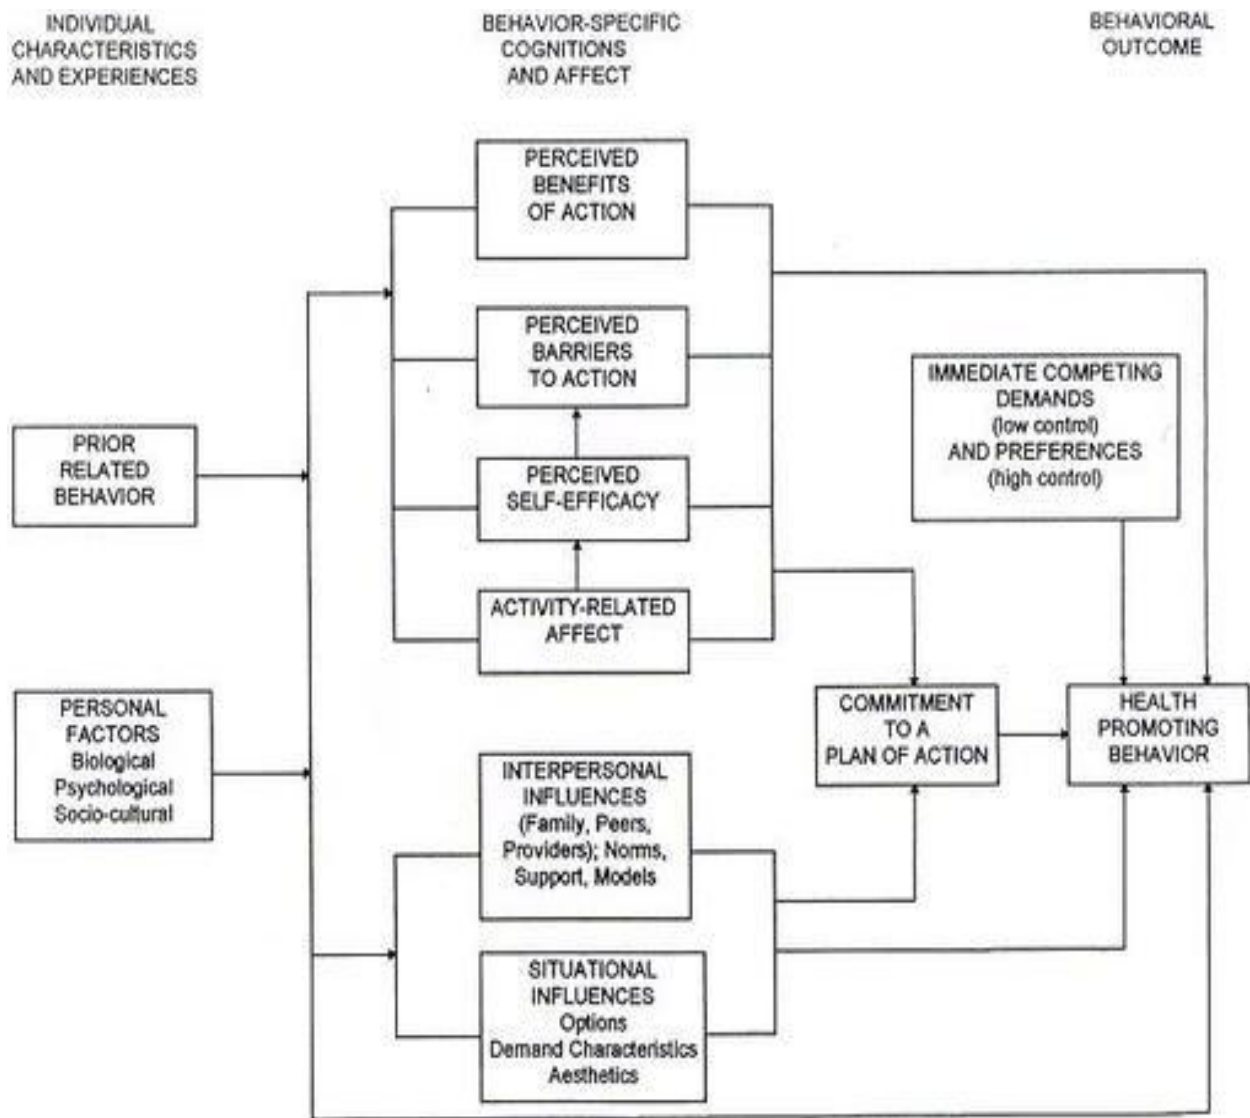 INDIVIDUAL
CHARACTERISTICS
AND EXPERIENCES
BEHAVIOR-SPECIFIC
COGNITIONS
AND AFFECT
BEHAVIORAL
OUTCOME
PERCEIVED
BENEFITS
OF ACTION
PERCEIVED
BARRIERS
TO ACTION
IMMEDIATE COMPETING
DEMANDS
(low control)
AND PREFERENCES
(high control)
PRIOR
RELATED
BEHAVIOR
PERCEIVED
SELF-EFFICACY
ACTIVITY-RELATED
AFFECT
PERSONAL
FACTORS
Biological
Psychological
Socio-cultural
COMMITMENT
TO A
PLAN OF ACTION
HEALTH
PROMOTING
BEHAVIOR
INTERPERSONAL
INFLUENCES
(Family, Peers,
Providers); Norms,
Support, Models
SITUATIONAL
INFLUENCES
Options
Demand Characteristics
Aesthetics